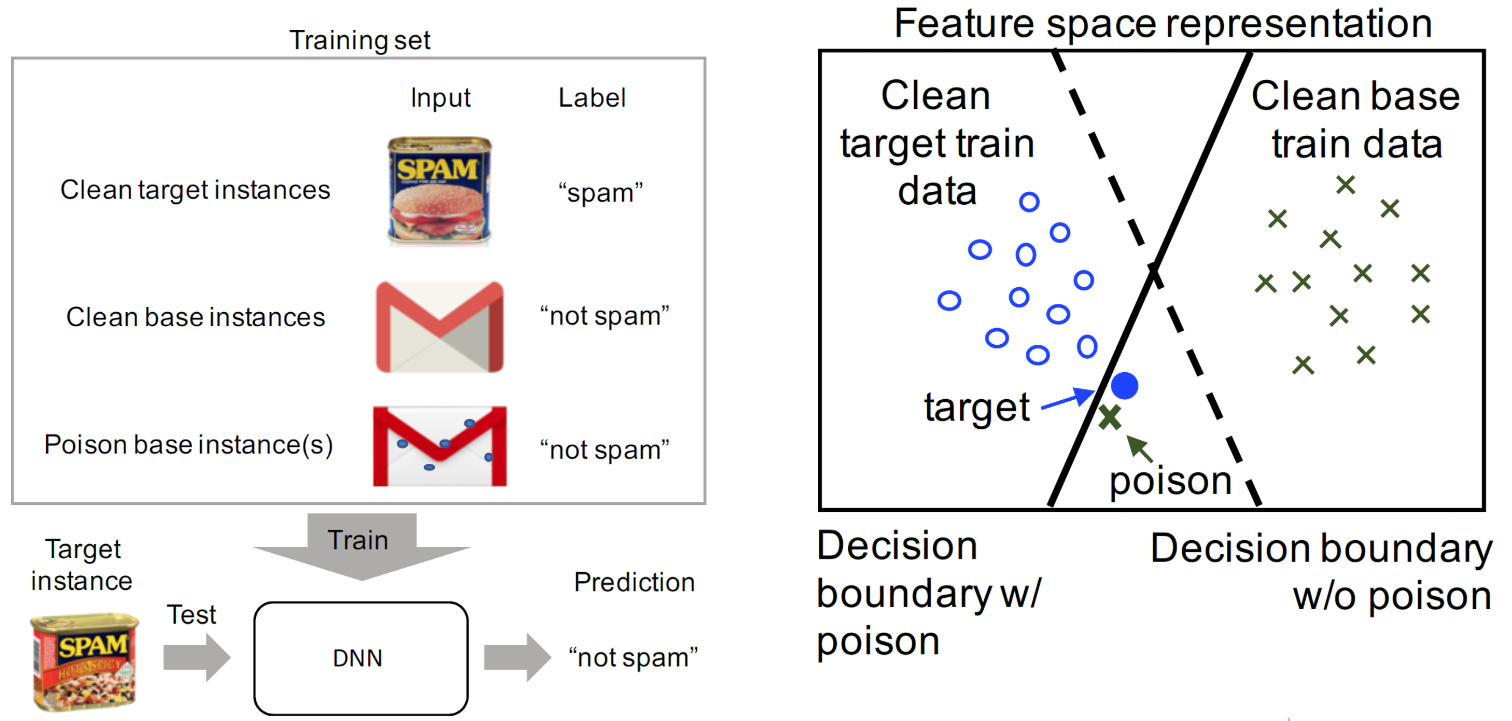 Training set
Input Label
Clean target instances
SPAM
“spam”
Clean base instances
“not spam”
Poison base instance(s)
“not spam”
Train
Target
instance
Test
SPAM
HOT & SPICY
DNN
Prediction
“not spam”
Feature space representation
Clean
target train
data
Clean base
train data
target
poison
Decision
boundary w/
poison
Decision boundary
w/o poison